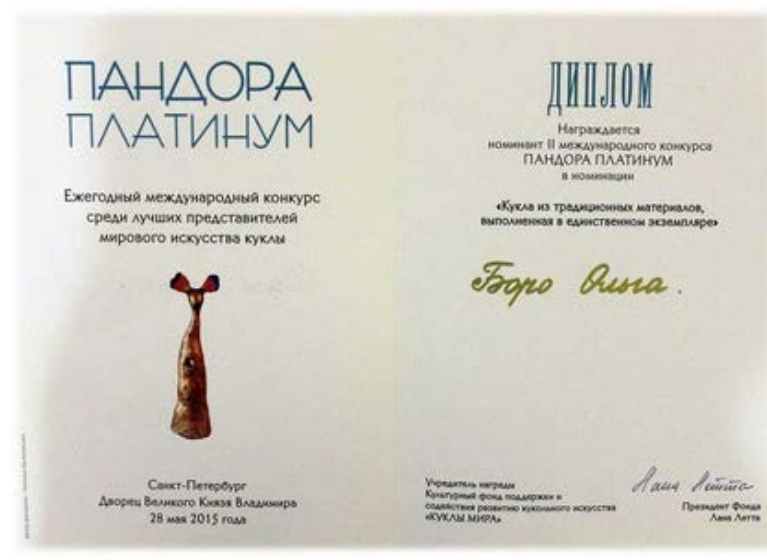 ПАНДОРА
ПЛАТИНУМ
Ежегодный международный конкурс
среди лучших представителей
мирового искусства куклы
Санкт-Петербург
Дворец Великого Князя Владимира
28 мая 2015 года
ДИПЛОМ
Награждается
номинант II международного конкурса
ПАНДОРА ПЛАТИНУМ
в номинации
«Кукла из традиционных материалов,
выполненная в единственном экземпляре»
Боро Ольга.
Учредитель награды
Культурный фонд поддержки и
содействия развитию кукольного искусства
«КУКЛЫ МИРА»
Лана Летта
Президент Фонда
Лана Летта